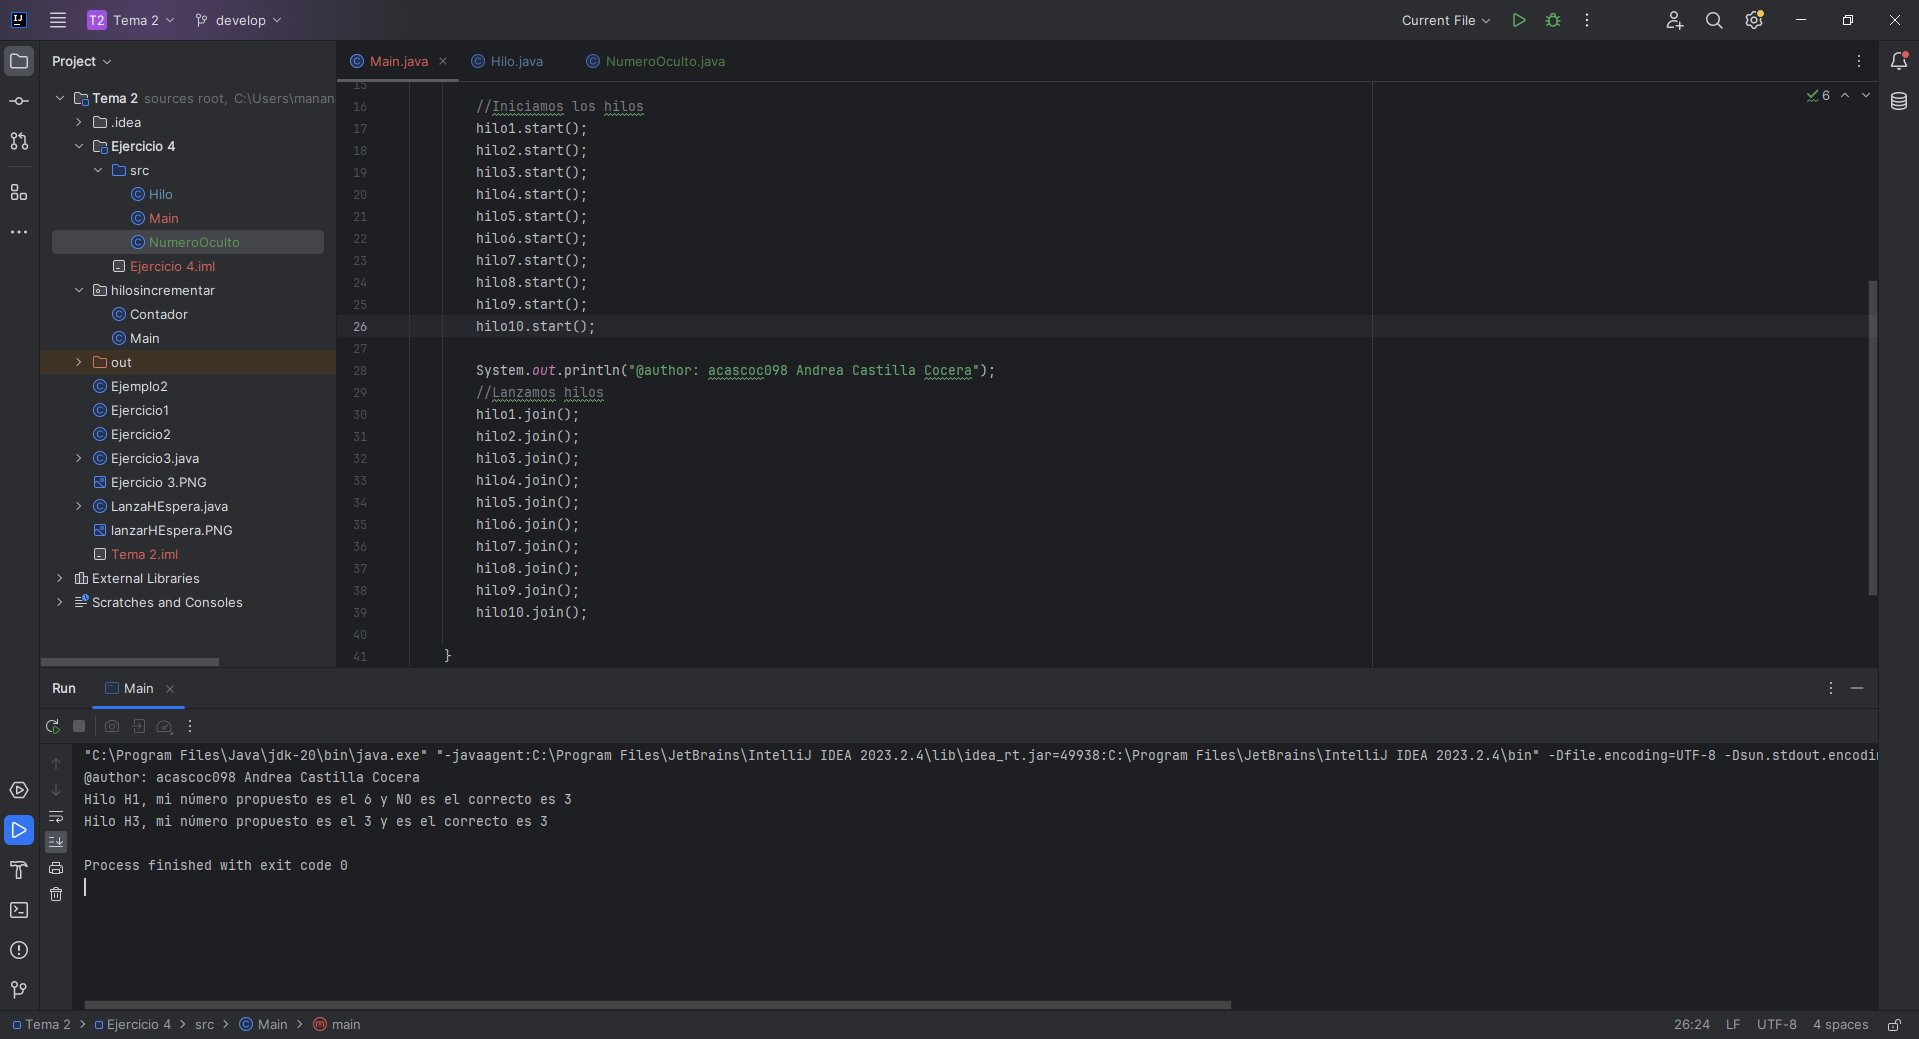 T2 Tema 2 develop Current File
Project
Main.java Hilo.java NumeroOculto.java
Tema 2 sources root, C:\Users\manan
.idea
Ejercicio 4
src
Hilo
Main
NumeroOculto
Ejercicio 4.iml
hilosincrementar
Contador
Main
out
Ejemplo2
Ejercicio1
Ejercicio2
Ejercicio3.java
Ejercicio 3.PNG
LanzaHEspera.java
lanzarHEspera.PNG
Tema 2.iml
External Libraries
Scratches and Consoles
6
15
16 //Iniciamos los hilos
17 hilo1.start();
18 hilo2.start();
19 hilo3.start();
20 hilo4.start();
21 hilo5.start();
22 hilo6.start();
23 hilo7.start();
24 hilo8.start();
25 hilo9.start();
26 hilo10.start();
27
28 System.out.println("@author: acascoc098 Andrea Castilla Cocera");
29 //Lanzamos hilos
30 hilo1.join();
31 hilo2.join();
32 hilo3.join();
33 hilo4.join();
34 hilo5.join();
35 hilo6.join();
36 hilo7.join();
37 hilo8.join();
38 hilo9.join();
39 hilo10.join();
40
41 }
Run Main
"C:\Program Files\Java\jdk-20\bin\java.exe" "-javaagent:C:\Program Files\JetBrains\IntelliJ IDEA 2023.2.4\lib\idea_rt.jar=49938:C:\Program Files\JetBrains\IntelliJ IDEA 2023.2.4\bin" -Dfile.encoding=UTF-8 -Dsun.stdout.encodin
@author: acascoc098 Andrea Castilla Cocera
Hilo H1, mi número propuesto es el 6 y NO es el correcto es 3
Hilo H3, mi número propuesto es el 3 y es el correcto es 3
Process finished with exit code 0
Tema 2 > Ejercicio 4 > src > Main > main 26:24 LF UTF-8 4 spaces